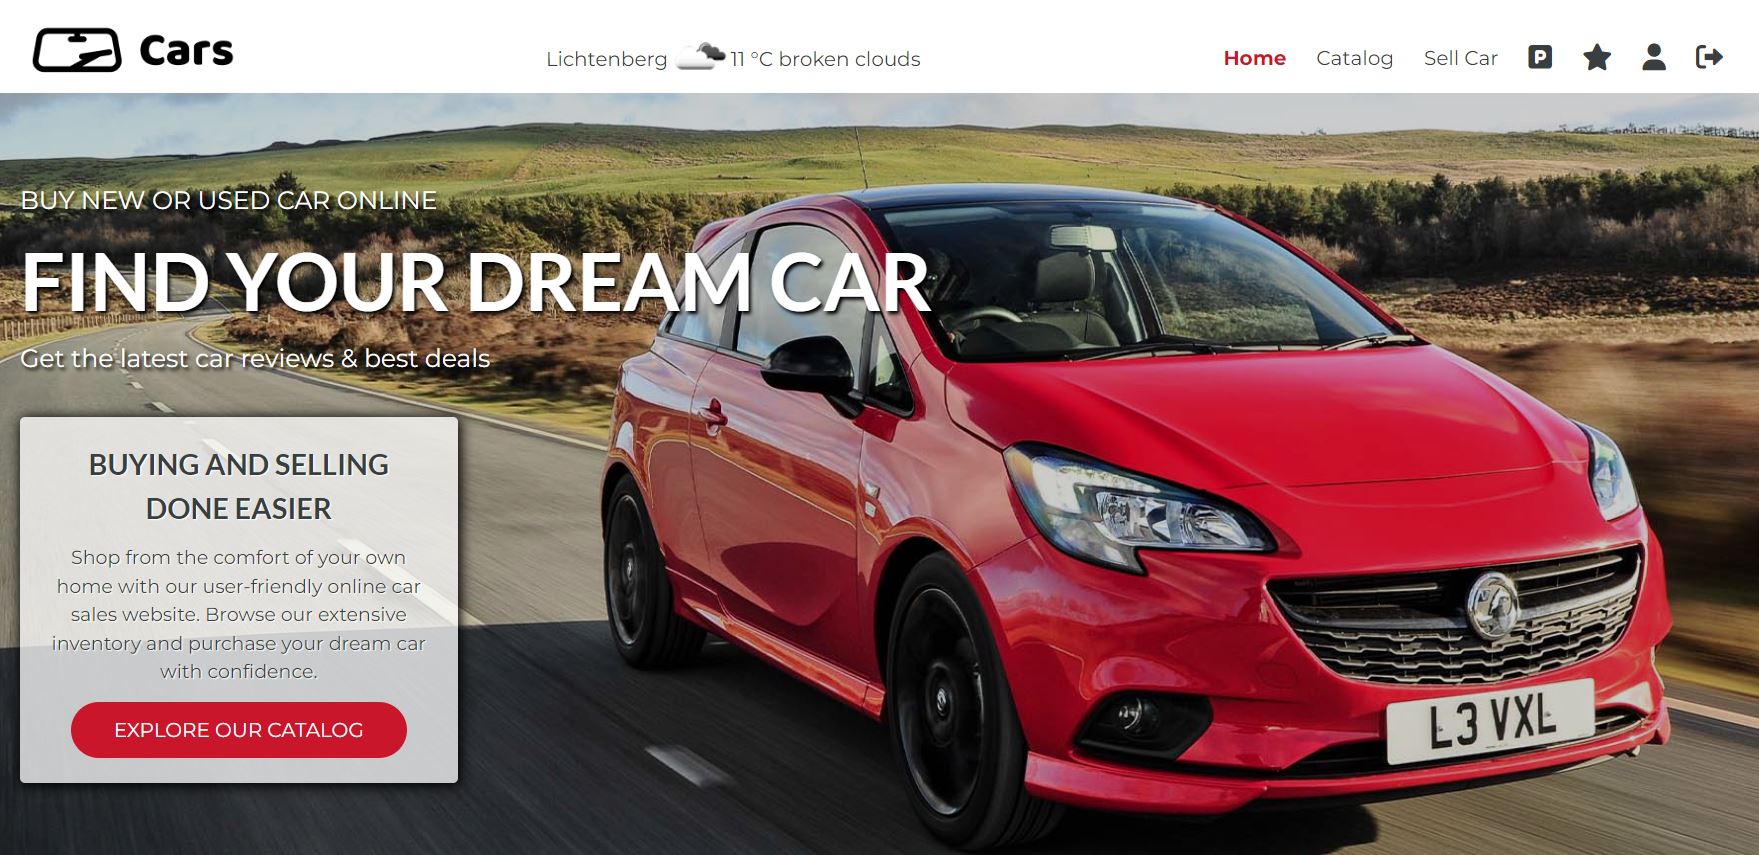 Cars
Lichtenberg 11 °C broken clouds
Home Catalog Sell Car P
BUY NEW OR USED CAR ONLINE
FIND YOUR DREAM CAR
Get the latest car reviews & best deals
BUYING AND SELLING
DONE EASIER
Shop from the comfort of your own
home with our user-friendly online car
sales website. Browse our extensive
inventory and purchase your dream car
with confidence.
EXPLORE OUR CATALOG
L3 VXL